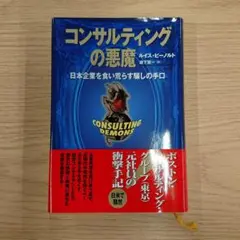 コンサルティング
の悪魔
ルイス・ピーノルト
日本企業を食い荒らす騙しの手口
CONSULTING
DEMONS
ボストン・
コンサルティング・
グループ(東京)
元社員の
衝撃手記